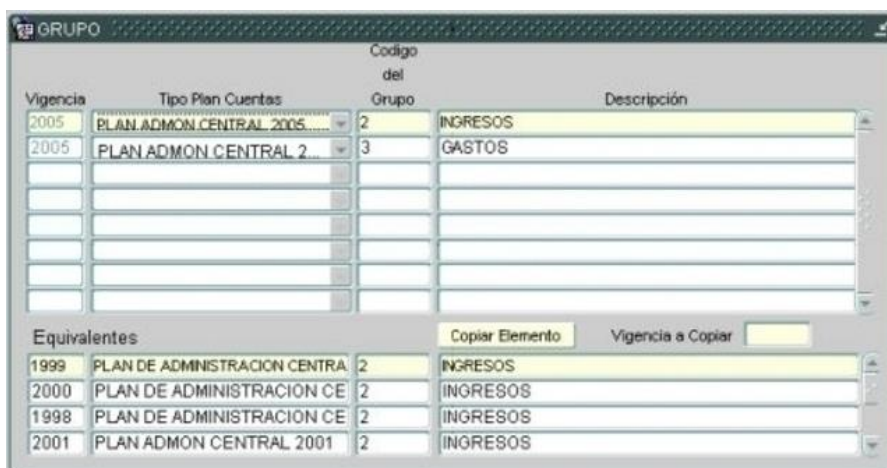 GRUPO
Codigo
del
Vigencia Tipo Plan Cuentas Grupo Descripción
2005 PLAN ADMON CENTRAL 2005...... 2 INGRESOS
2005 PLAN ADMON CENTRAL 2... 3 GASTOS
Equivalentes Copiar Elemento Vigencia a Copiar
1999 PLAN DE ADMINISTRACION CENTRA 2 INGRESOS
2000 PLAN DE ADMINISTRACION CE 2 INGRESOS
1998 PLAN DE ADMINISTRACION CE 2 INGRESOS
2001 PLAN ADMON CENTRAL 2001 2 INGRESOS